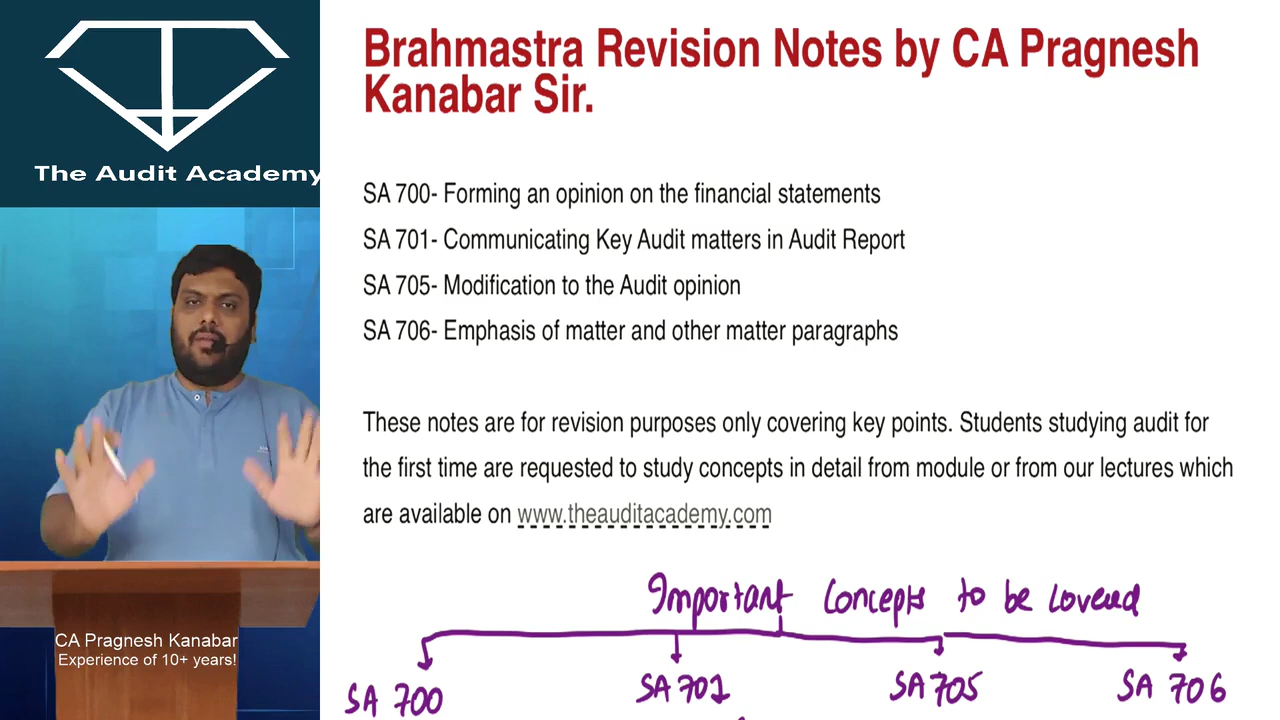 The Audit Academy
Brahmastra Revision Notes by CA Pragnesh
Kanabar Sir.
SA 700- Forming an opinion on the financial statements
SA 701- Communicating Key Audit matters in Audit Report
SA 705- Modification to the Audit opinion
SA 706- Emphasis of matter and other matter paragraphs
These notes are for revision purposes only covering key points. Students studying audit for
the first time are requested to study concepts in detail from module or from our lectures which
are available on www.theauditacademy.com
Important Concepts to be Covered
SA 700 SA 701 SA 705 SA 706
CA Pragnesh Kanabar
Experience of 10+ years!